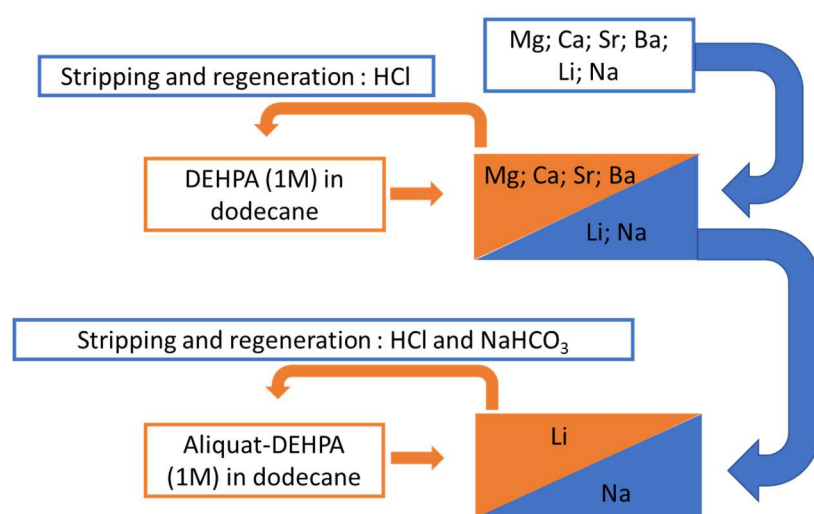 Mg; Ca; Sr; Ba;
Li; Na
Stripping and regeneration : HCl
DEHPA (1M) in
dodecane
Mg; Ca; Sr; Ba
Li; Na
Stripping and regeneration : HCl and NaHCO₃
Aliquat-DEHPA
(1M) in dodecane
Li
Na